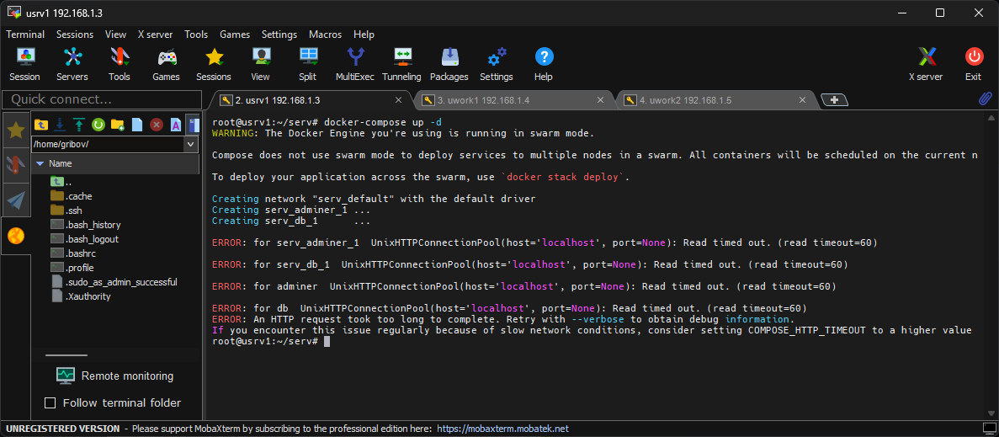 usrv1 192.168.1.3
Terminal Sessions View X server Tools Games Settings Macros Help
Session Servers Tools Games Sessions View Split MultiExec Tunneling Packages Settings Help X server Exit
Quick connect...
2. usrv1 192.168.1.3
3. uwork1 192.168.1.4
4. uwork2 192.168.1.5
/home/gribov/
Name
..
.cache
.ssh
.bash_history
.bash_logout
.bashrc
.profile
.sudo_as_admin_successful
.Xauthority
Remote monitoring
Follow terminal folder
root@usrv1:~/serv# docker-compose up -d
WARNING: The Docker Engine you're using is running in swarm mode.
Compose does not use swarm mode to deploy services to multiple nodes in a swarm. All containers will be scheduled on the current n
To deploy your application across the swarm, use `docker stack deploy`.
Creating network "serv_default" with the default driver
Creating serv_adminer_1 ...
Creating serv_db_1      ...
ERROR: for serv_adminer_1  UnixHTTPConnectionPool(host='localhost', port=None): Read timed out. (read timeout=60)
ERROR: for serv_db_1  UnixHTTPConnectionPool(host='localhost', port=None): Read timed out. (read timeout=60)
ERROR: for adminer  UnixHTTPConnectionPool(host='localhost', port=None): Read timed out. (read timeout=60)
ERROR: for db  UnixHTTPConnectionPool(host='localhost', port=None): Read timed out. (read timeout=60)
ERROR: An HTTP request took too long to complete. Retry with --verbose to obtain debug information.
If you encounter this issue regularly because of slow network conditions, consider setting COMPOSE_HTTP_TIMEOUT to a higher value
root@usrv1:~/serv#
UNREGISTERED VERSION - Please support MobaXterm by subscribing to the professional edition here: https://mobaxterm.mobatek.net